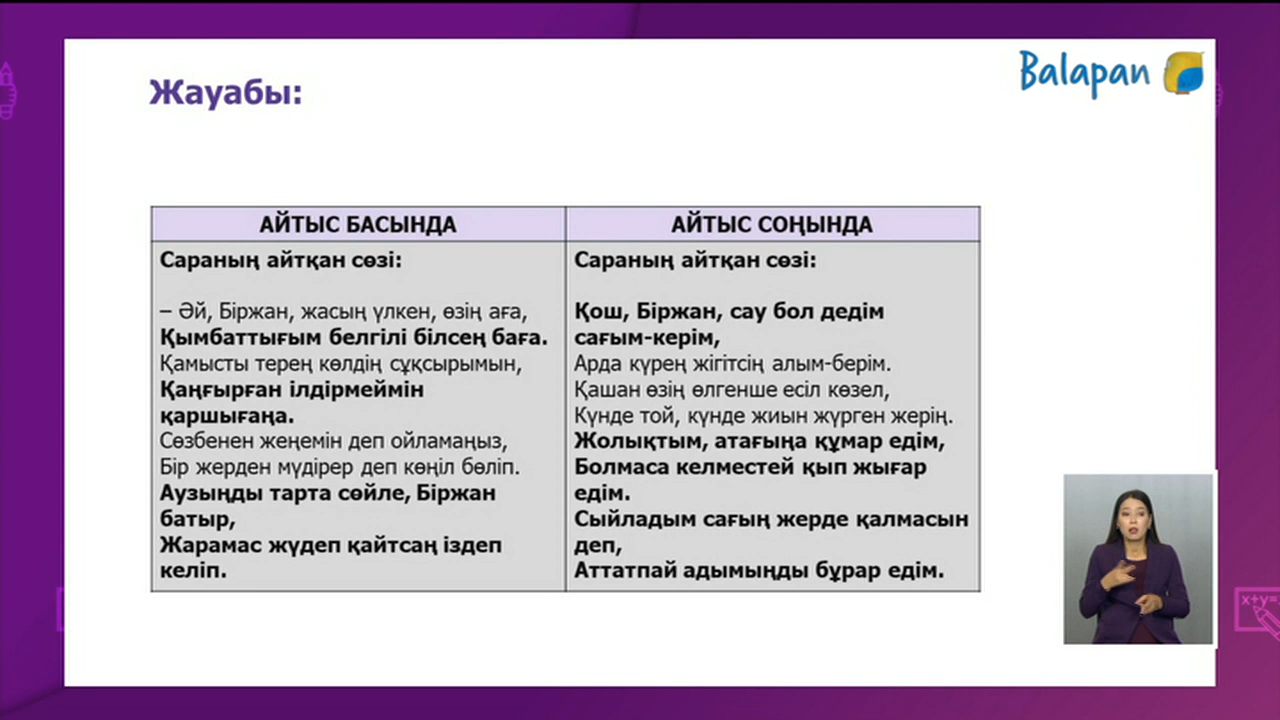 Balapan
Жауабы:
АЙТЫС БАСЫНДА
Сараның айтқан сөзі:
– Әй, Біржан, жасың үлкен, өзің аға,
Қымбаттығым белгілі білсең баға.
Қамысты терең көлдің сұқсырымын,
Қаңғырған ілдірмеймін
қаршығаңа.
Сөзбенен жеңемін деп ойламаңыз,
Бір жерден мүдірер деп көңіл бөліп.
Аузыңды тарта сөйле, Біржан
батыр,
Жарамас жүдеп қайтсаң іздеп
келіп.
АЙТЫС СОҢЫНДА
Сараның айтқан сөзі:
Қош, Біржан, сау бол дедім
сағым-керім,
Арда күрең жігітсің алым-берім.
Қашан өзің өлгенше есіл көзел,
Күнде той, күнде жиын жүрген жерің.
Жолықтым, атағыңа құмар едім,
Болмаса келместей қып жығар
едім.
Сыйладым сағың жерде қалмасын
деп,
Аттатпай адымыңды бұрар едім.
x+y=